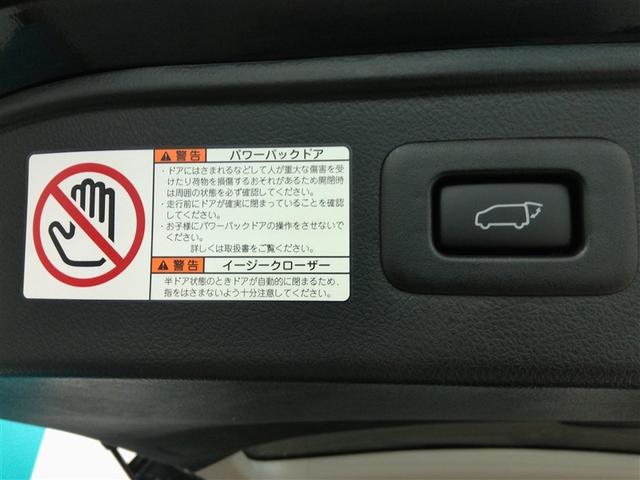 警告 パワーバックドア
・ドアにはさまれるなどして人が重大な傷害を受
けたり荷物を損傷するおそれがあるため開閉時
は周囲の状態を必ず確認してください。
・走行前にドアが確実に閉まっていることを確認
してください。
・お子様にパワーバックドアの操作をさせないで
ください。
詳しくは取扱書をご覧ください。
警告 イージークローザー
半ドア状態のときドアが自動的に閉まるため、
指をはさまないよう十分注意してください。